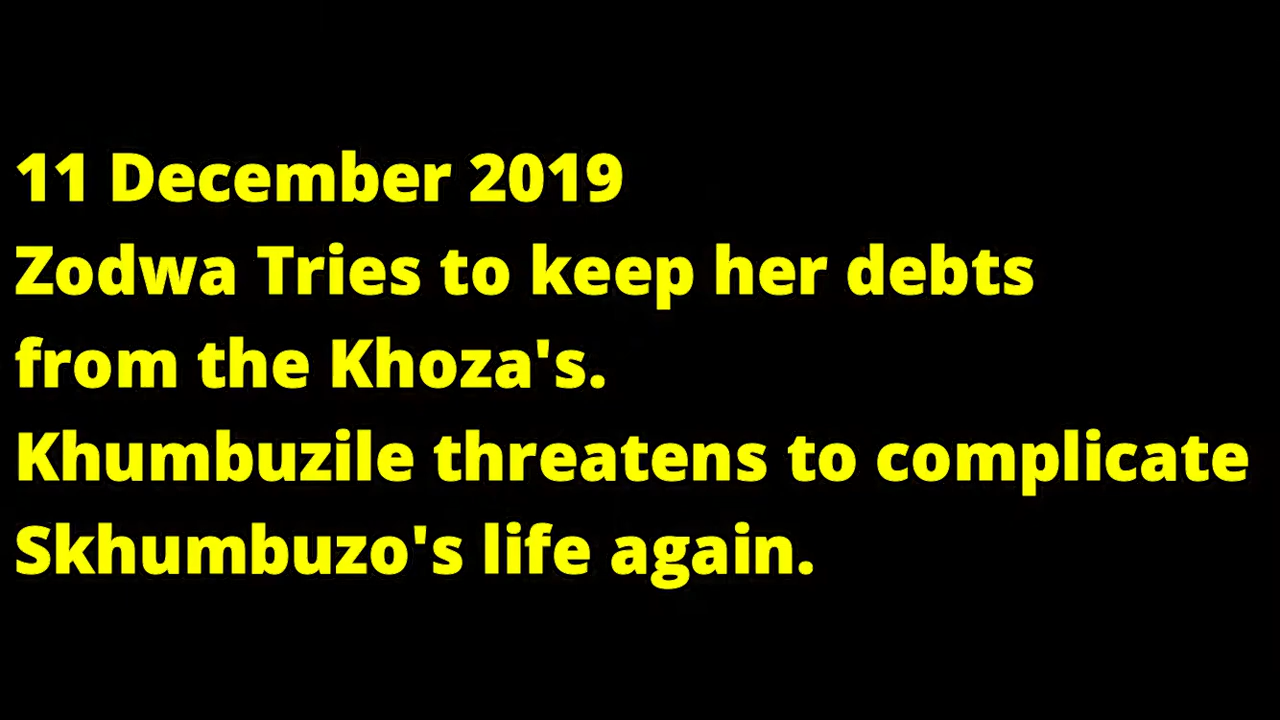 11 December 2019
Zodwa Tries to keep her debts
from the Khoza's.
Khumbuzile threatens to complicate
Skhumbuzo's life again.